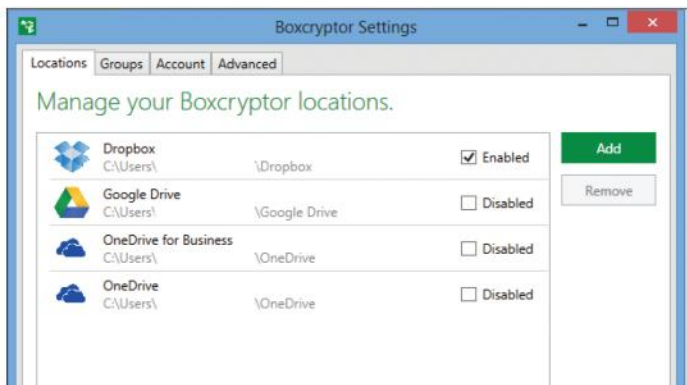 Boxcryptor Settings
Locations Groups Account Advanced
Manage your Boxcryptor locations.
Dropbox
C:\Users\ \Dropbox
Enabled
Google Drive
C:\Users\ \Google Drive
Disabled
OneDrive for Business
C:\Users\ \OneDrive
Disabled
OneDrive
C:\Users\ \OneDrive
Disabled
Add
Remove